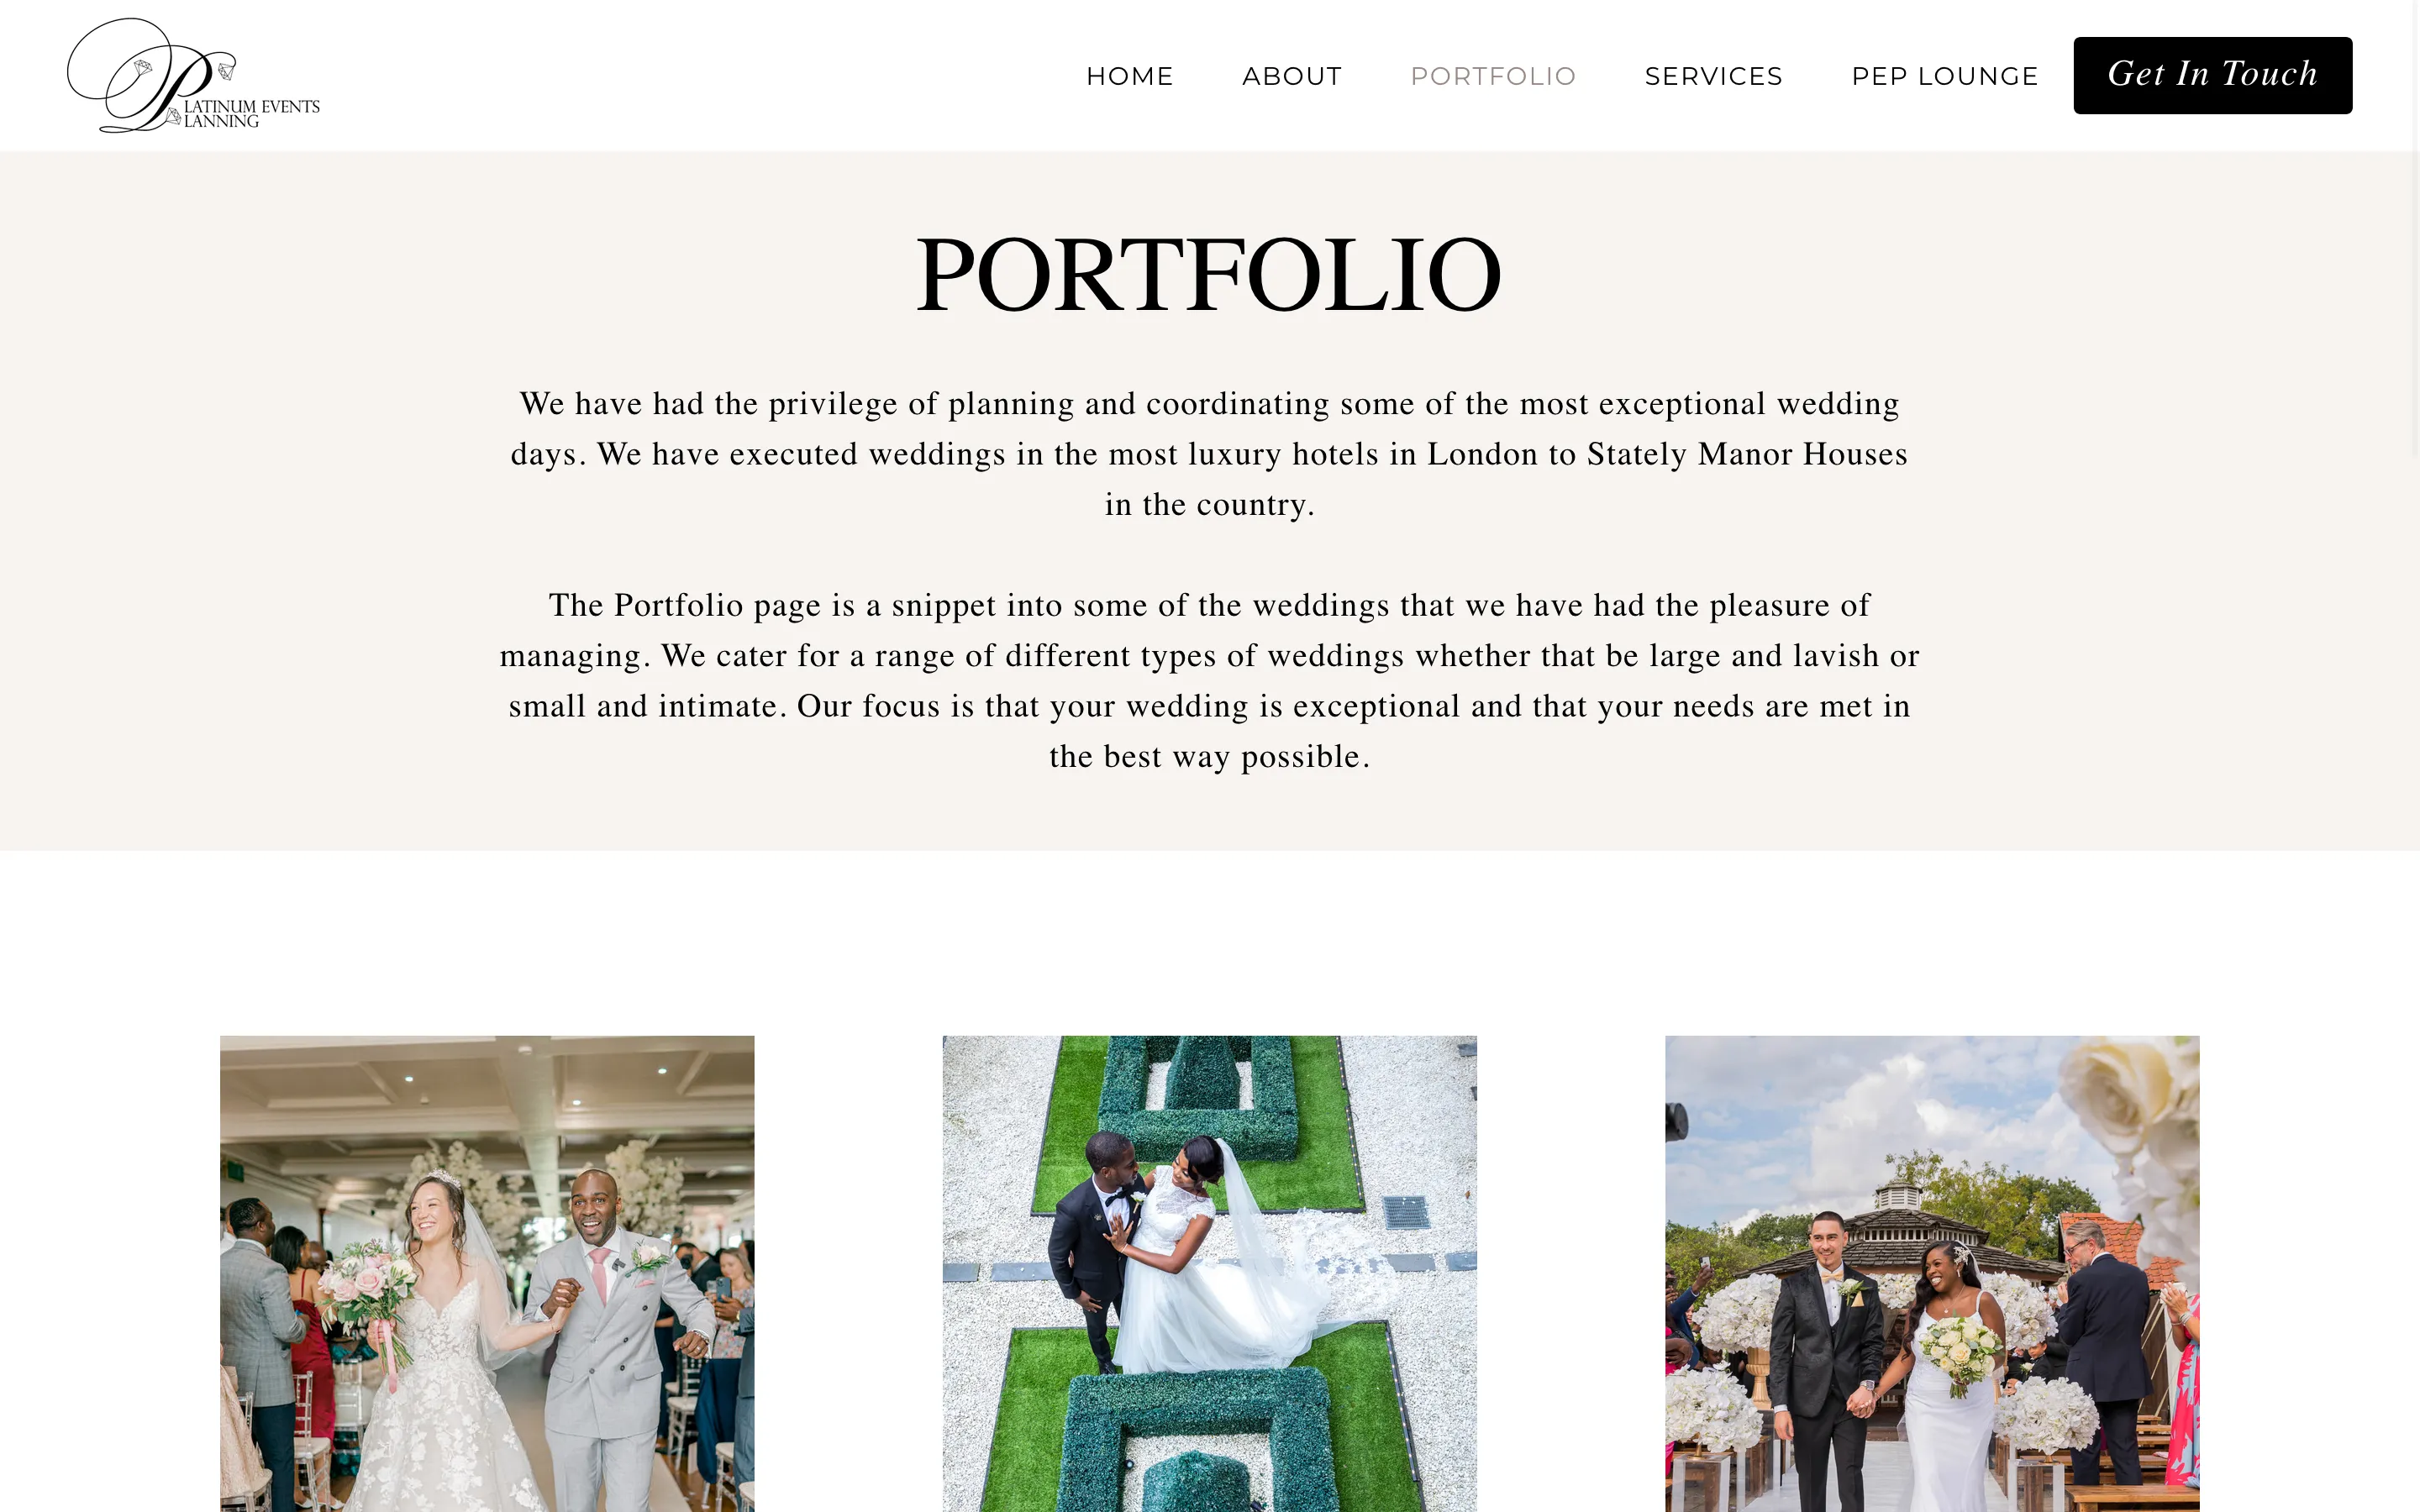 PLATINUM EVENTS
PLANNING
HOME
ABOUT
PORTFOLIO
SERVICES
PEP LOUNGE
Get In Touch
PORTFOLIO
We have had the privilege of planning and coordinating some of the most exceptional wedding
days. We have executed weddings in the most luxury hotels in London to Stately Manor Houses
in the country.
The Portfolio page is a snippet into some of the weddings that we have had the pleasure of
managing. We cater for a range of different types of weddings whether that be large and lavish or
small and intimate. Our focus is that your wedding is exceptional and that your needs are met in
the best way possible.